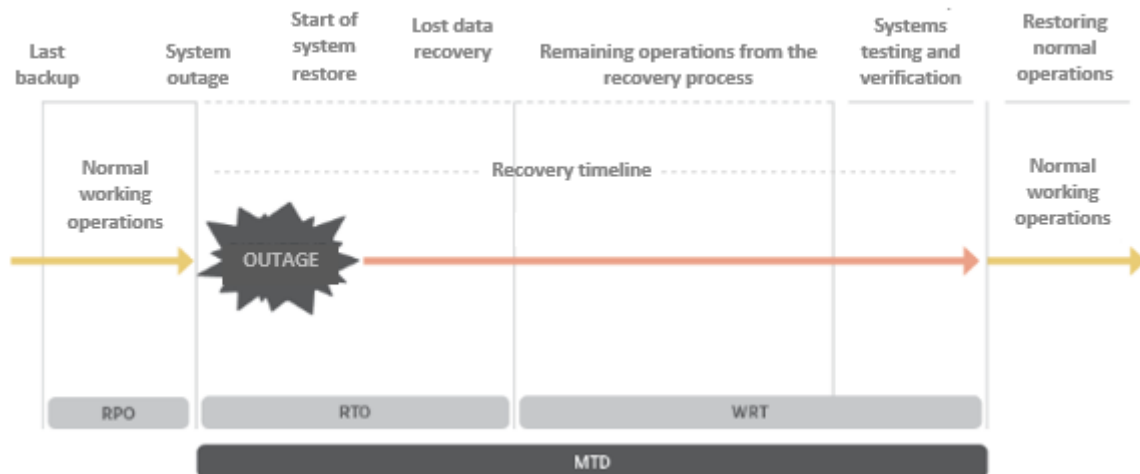 Last
backup
System
outage
Start of
system
restore
Lost data
recovery
Remaining operations from the
recovery process
Systems
testing and
verification
Restoring
normal
operations
Normal
working
operations
Recovery timeline
Normal
working
operations
OUTAGE
RPO
RTO
WRT
MTD